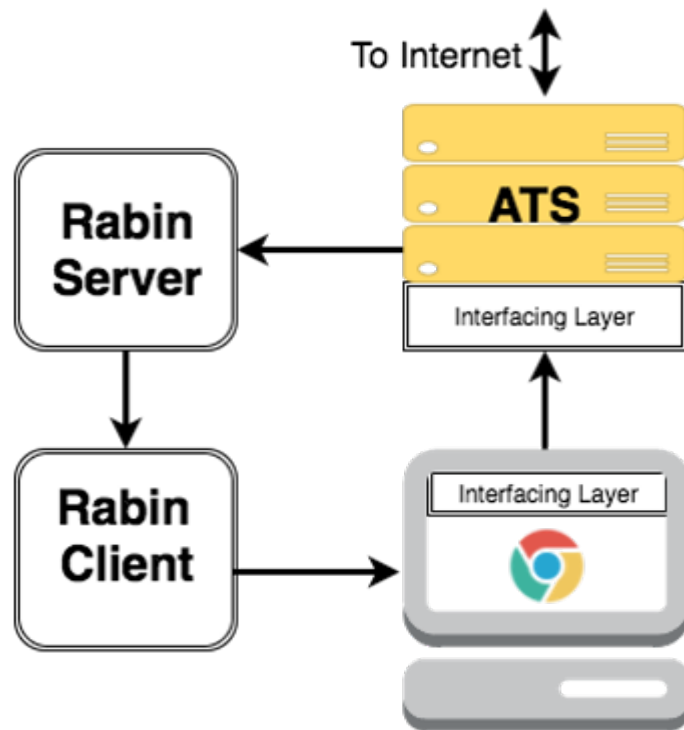 To Internet
ATS
Interfacing Layer
Rabin
Server
Rabin
Client
Interfacing Layer